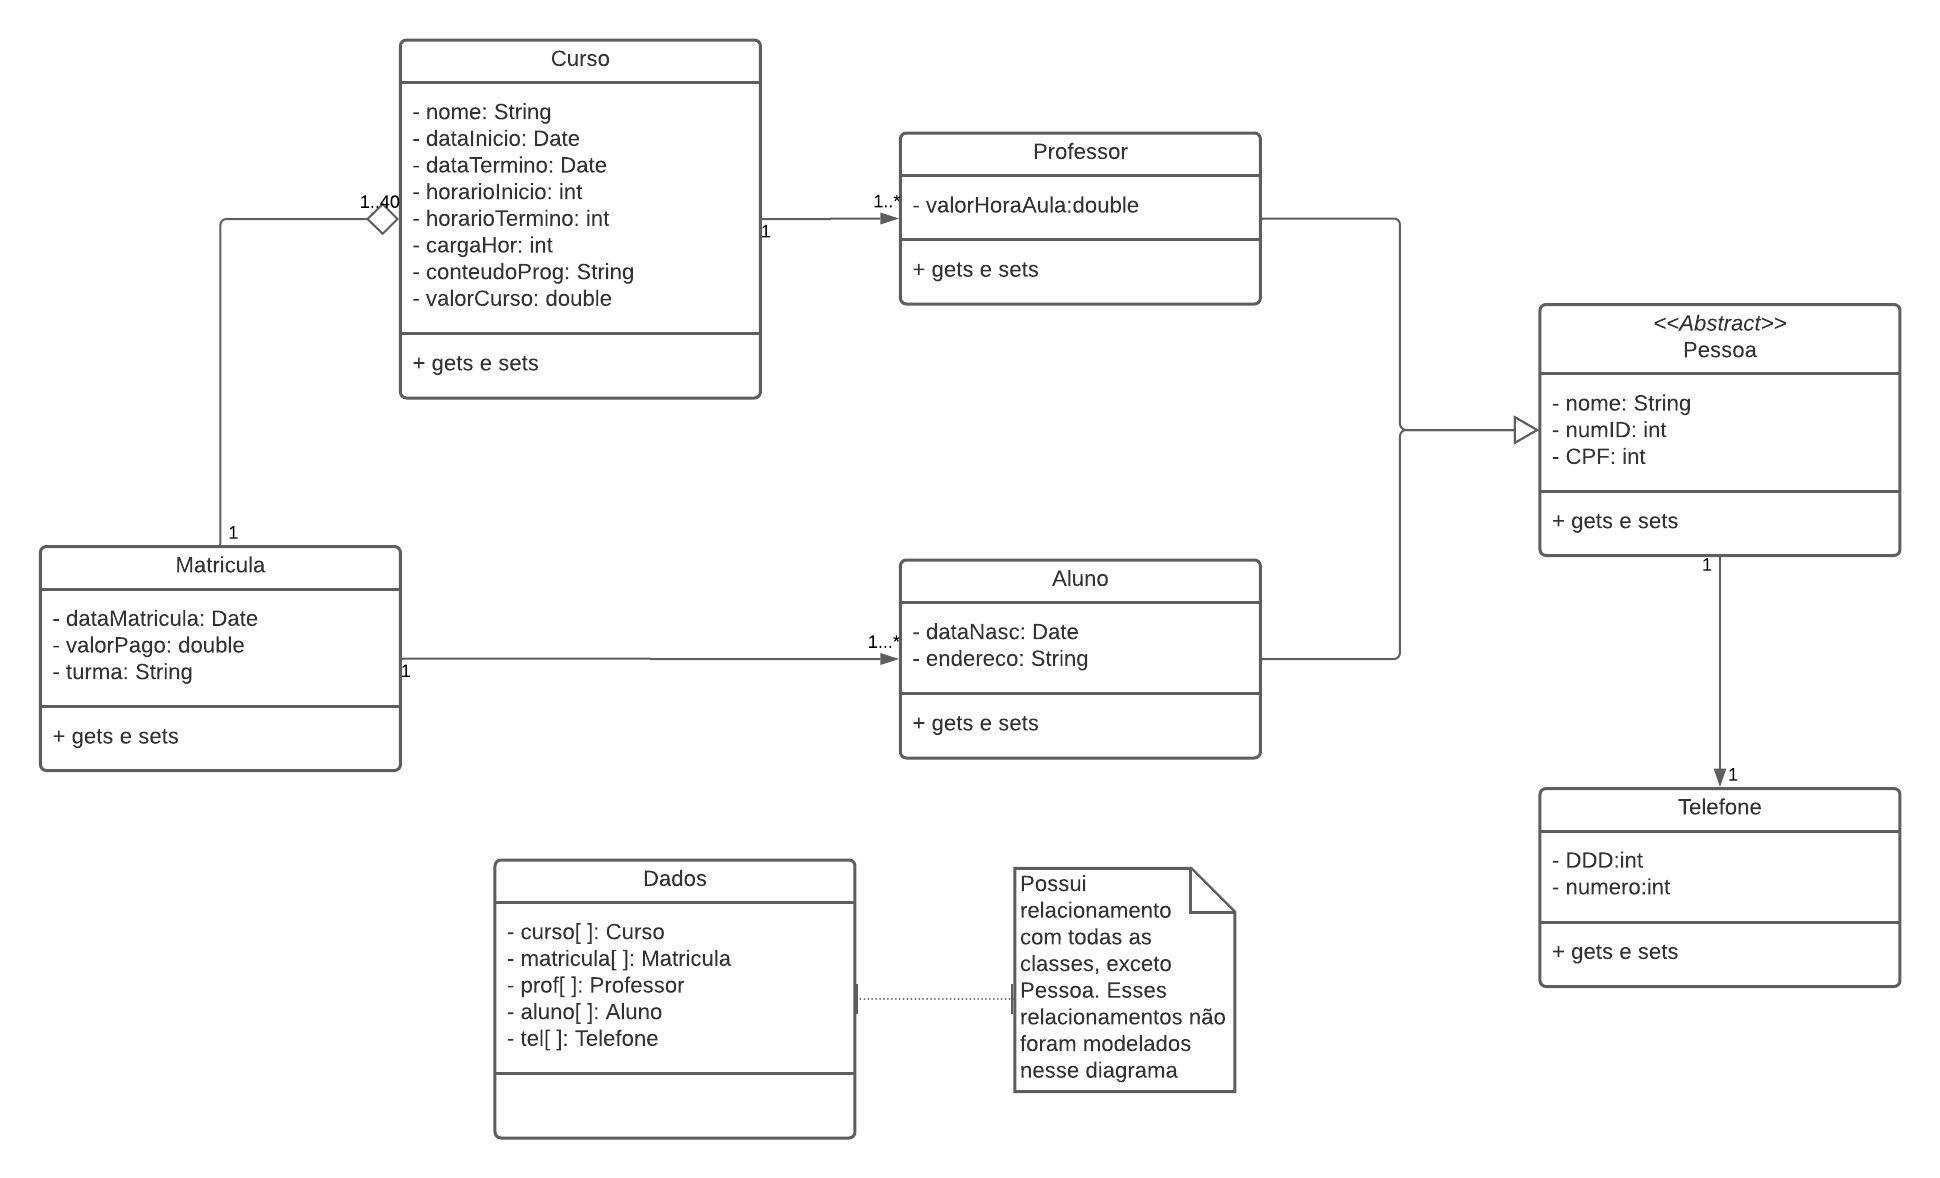 Curso
- nome: String
- dataInicio: Date
- dataTermino: Date
- horarioInicio: int
- horarioTermino: int
- cargaHor: int
- conteudoProg: String
- valorCurso: double
+ gets e sets
1..40
1
1
1..*
Professor
- valorHoraAula:double
+ gets e sets
<<Abstract>>
Pessoa
- nome: String
- numID: int
- CPF: int
+ gets e sets
1
1
Matricula
- dataMatricula: Date
- valorPago: double
- turma: String
+ gets e sets
1
1...*
Aluno
- dataNasc: Date
- endereco: String
+ gets e sets
Telefone
- DDD:int
- numero:int
+ gets e sets
Dados
- curso[ ]: Curso
- matricula[ ]: Matricula
- prof[ ]: Professor
- aluno[ ]: Aluno
- tel[ ]: Telefone
Possui
relacionamento
com todas as
classes, exceto
Pessoa. Esses
relacionamentos não
foram modelados
nesse diagrama